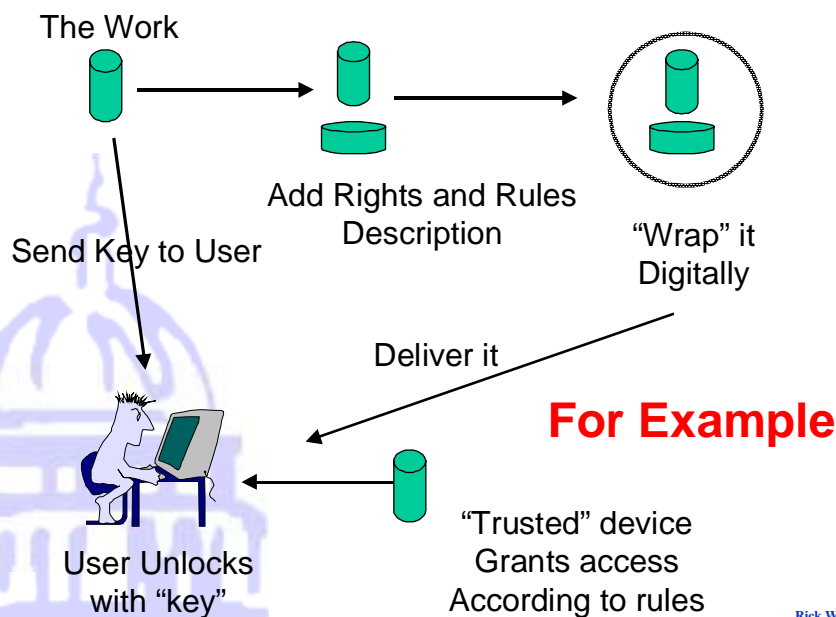 The Work
Add Rights and Rules
Description
“Wrap” it
Digitally
Send Key to User
Deliver it
For Example
“Trusted” device
Grants access
According to rules
User Unlocks
with “key”
Rick W